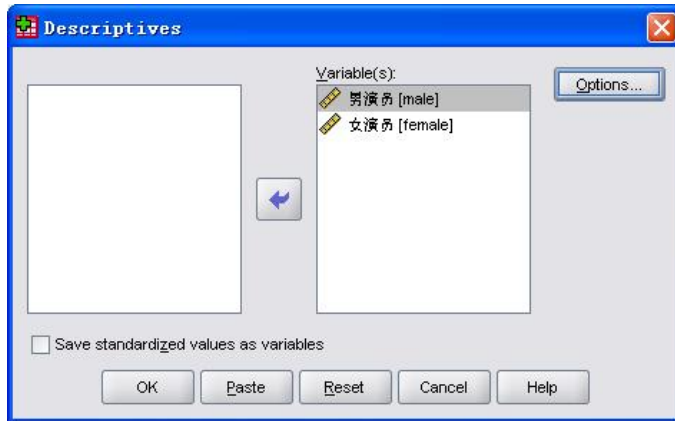 Descriptives
Variable(s):
男演员 [male]
女演员 [female]
Options...
Save standardized values as variables
OK
Paste
Reset
Cancel
Help